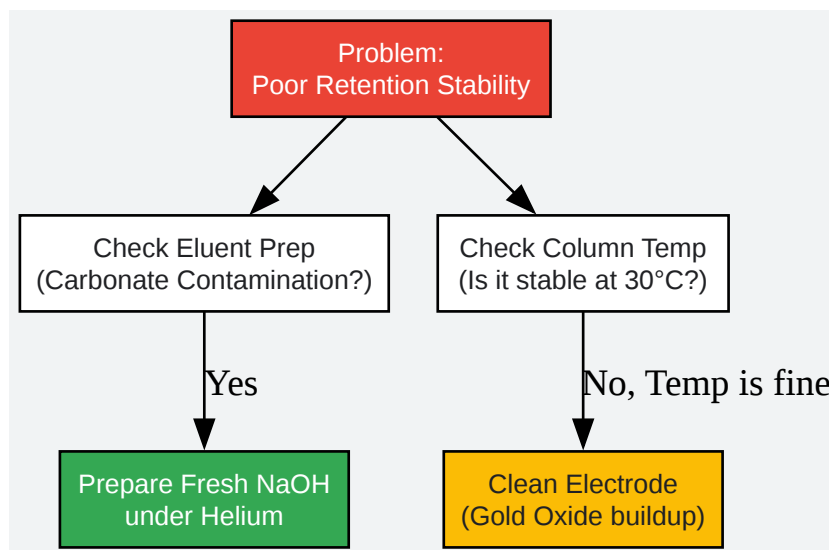 Problem:
Poor Retention Stability
Check Eluent Prep
(Carbonate Contamination?)
Check Column Temp
(Is it stable at 30°C?)
Yes
No, Temp is fine
Prepare Fresh NaOH
under Helium
Clean Electrode
(Gold Oxide buildup)